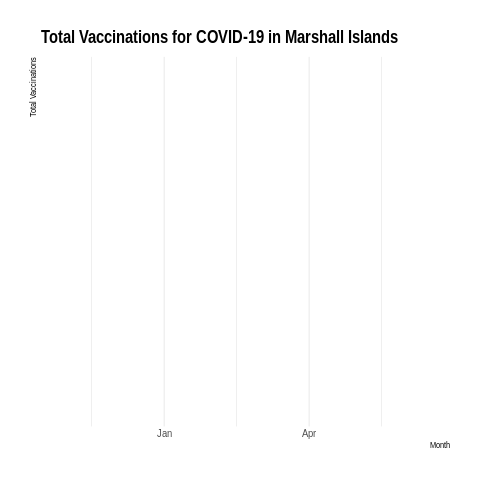 Total Vaccinations for COVID-19 in Marshall Islands
Total Vaccinations
Jan
Apr
Month